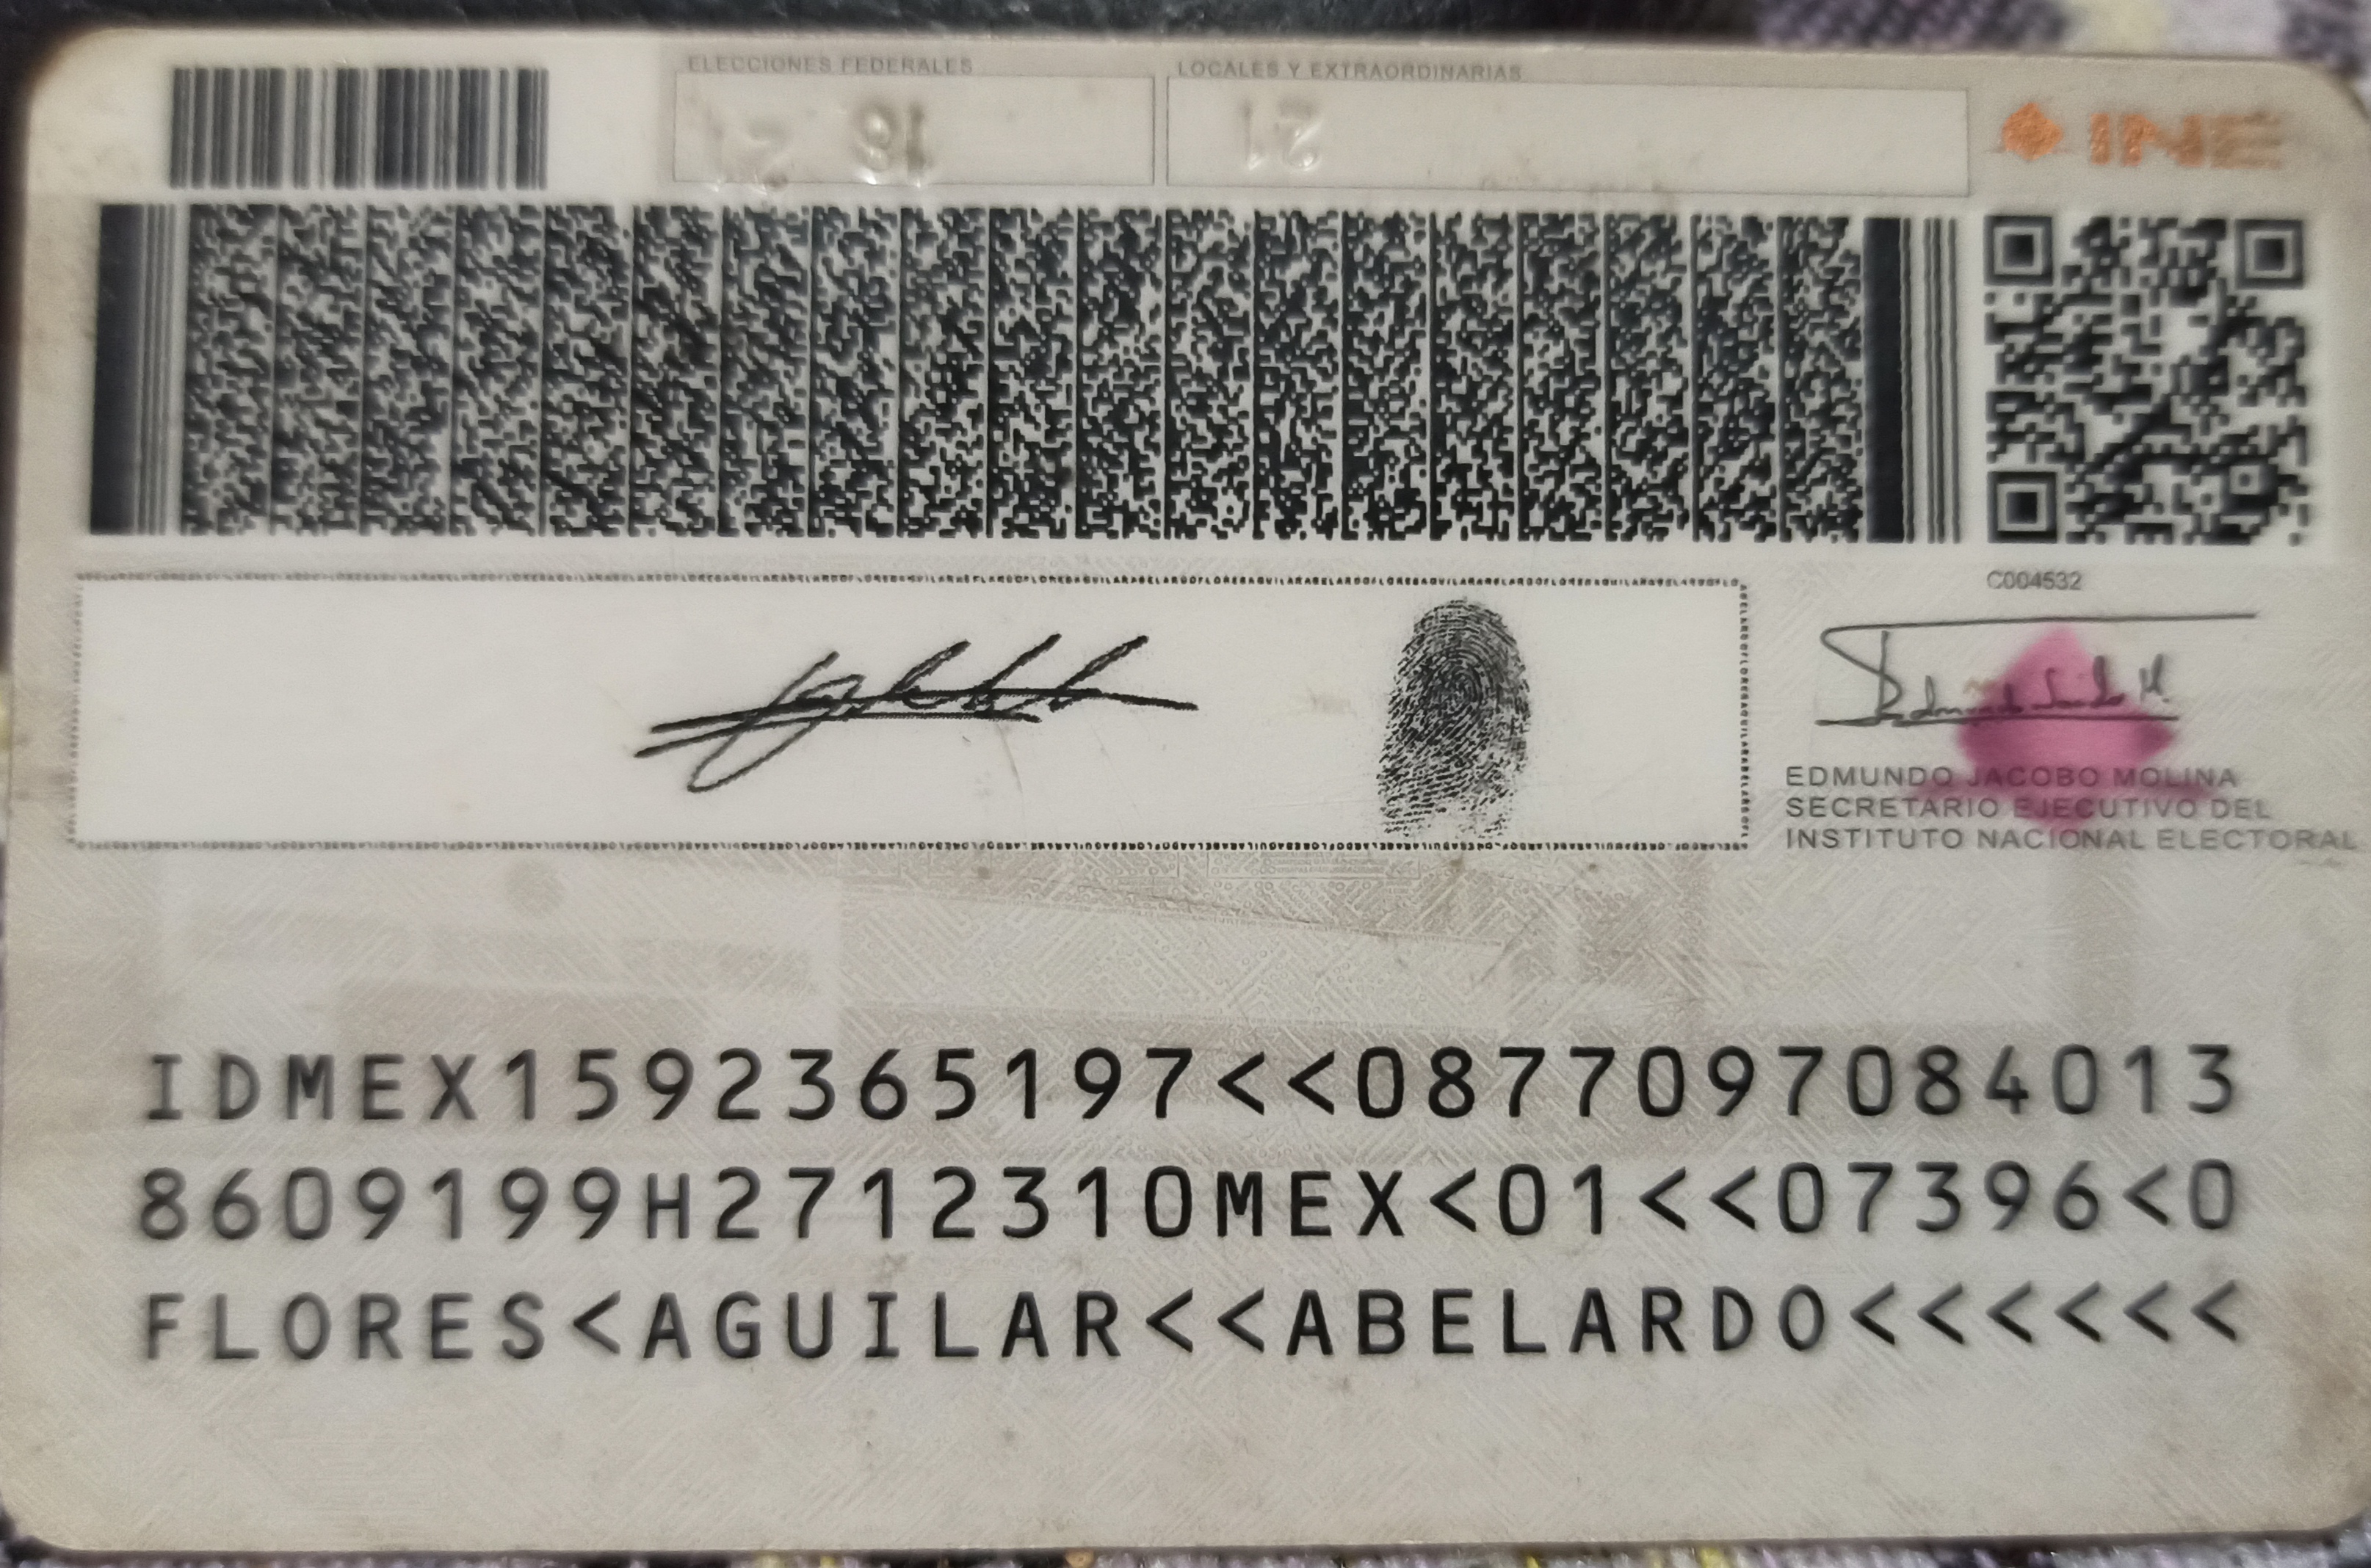 ELECCIONES FEDERALES
LOCALES Y EXTRAORDINARIAS
18
21
INE
C004532
EDMUNDO JACOBO MOLINA
SECRETARIO EJECUTIVO DEL
INSTITUTO NACIONAL ELECTORAL
IDMEX1592365197<<0877097084013
8609199H2712310MEX<01<<07396<0
FLORES<AGUILAR<<ABELARDO<<<<<<